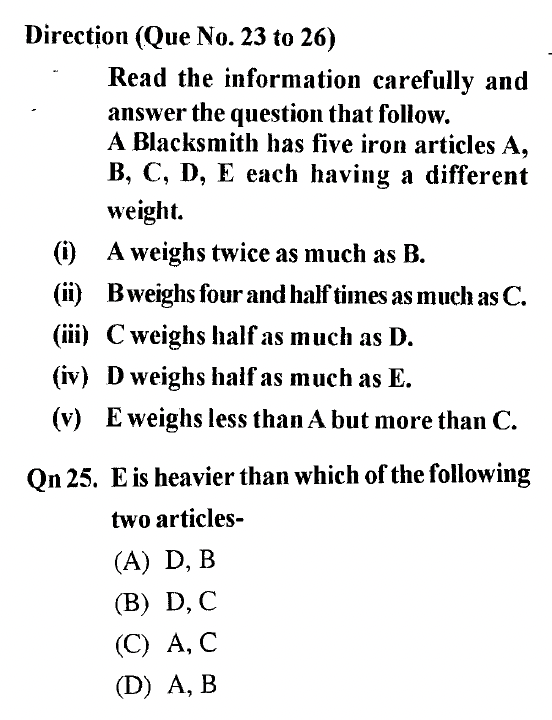 Direction (Que No. 23 to 26)
Read the information carefully and
answer the question that follow.
A Blacksmith has five iron articles A,
B, C, D, E each having a different
weight.
(i) A weighs twice as much as B.
(ii) B weighs four and half times as much as C.
(iii) C weighs half as much as D.
(iv) D weighs half as much as E.
(v) E weighs less than A but more than C.
Qn 25. E is heavier than which of the following
two articles-
(A) D, B
(B) D, C
(C) A, C
(D) A, B